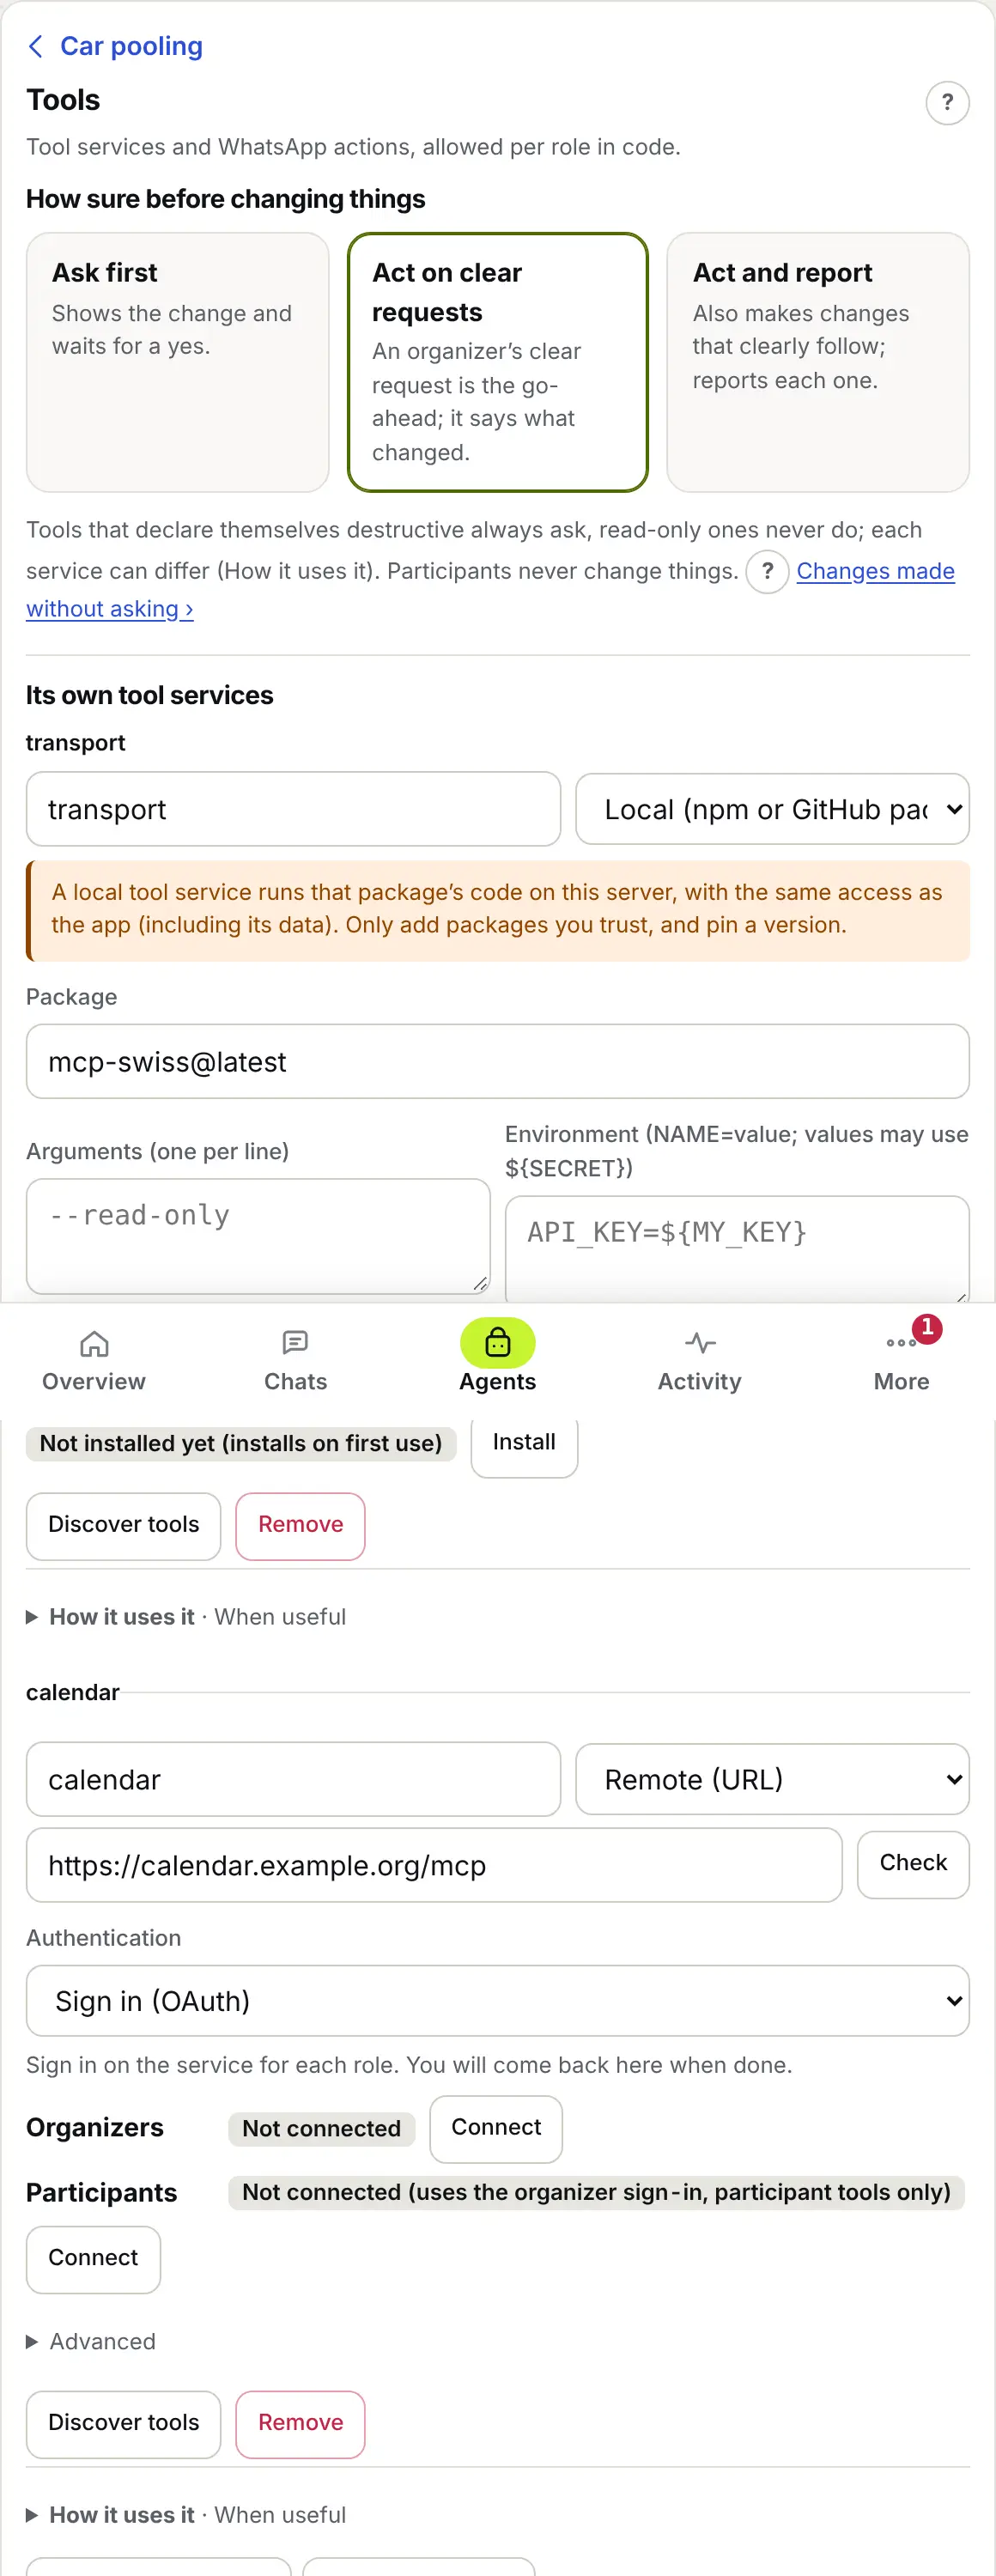 Car pooling
Tools
?
Tool services and WhatsApp actions, allowed per role in code.
How sure before changing things
Ask first
Shows the change and
waits for a yes.
Act on clear
requests
An organizer’s clear
request is the go-
ahead; it says what
changed.
Act and report
Also makes changes
that clearly follow;
reports each one.
Tools that declare themselves destructive always ask, read-only ones never do; each
service can differ (How it uses it). Participants never change things. ? Changes made
without asking ›
Its own tool services
transport
transport
Local (npm or GitHub pac
A local tool service runs that package’s code on this server, with the same access as
the app (including its data). Only add packages you trust, and pin a version.
Package
mcp-swiss@latest
Arguments (one per line)
--read-only
Environment (NAME=value; values may use
${SECRET})
API_KEY=${MY_KEY}
Overview
Chats
Agents
Activity
1
More
Not installed yet (installs on first use)
Install
Discover tools
Remove
How it uses it · When useful
calendar
calendar
Remote (URL)
https://calendar.example.org/mcp
Check
Authentication
Sign in (OAuth)
Sign in on the service for each role. You will come back here when done.
Organizers
Not connected
Connect
Participants
Not connected (uses the organizer sign-in, participant tools only)
Connect
Advanced
Discover tools
Remove
How it uses it · When useful